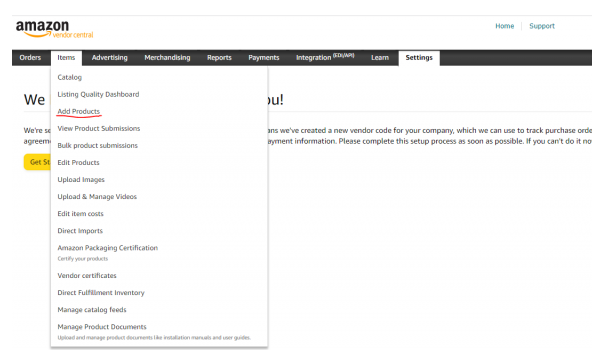 amazon
vendor central
Home Support
Orders Items Advertising Merchandising Reports Payments Integration (EDI/API) Learn Settings
Catalog
Listing Quality Dashboard
We ou!
Add Products
We're se ans we've created a new vendor code for your company, which we can use to track purchase orde
View Product Submissions
agreem ayment information. Please complete this setup process as soon as possible. If you can't do it no
Bulk product submissions
Get St
Edit Products
Upload Images
Upload & Manage Videos
Edit item costs
Direct Imports
Amazon Packaging Certification
Certify your products
Vendor certificates
Direct Fulfillment Inventory
Manage catalog feeds
Manage Product Documents
Upload and manage product documents like installation manuals and user guides.